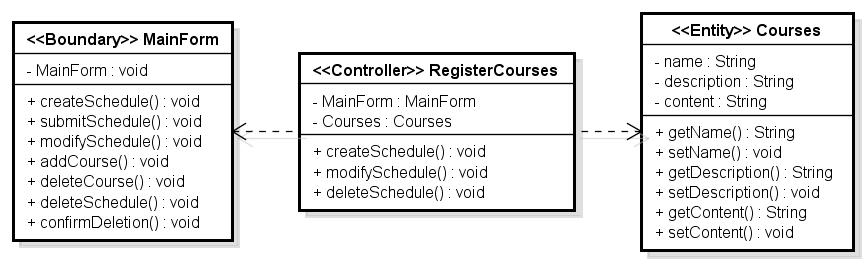 <<Boundary>> MainForm
- MainForm : void
+ createSchedule() : void
+ submitSchedule() : void
+ modifySchedule() : void
+ addCourse() : void
+ deleteCourse() : void
+ deleteSchedule() : void
+ confirmDeletion() : void
<<Controller>> RegisterCourses
- MainForm : MainForm
- Courses : Courses
+ createSchedule() : void
+ modifySchedule() : void
+ deleteSchedule() : void
<<Entity>> Courses
- name : String
- description : String
- content : String
+ getName() : String
+ setName() : void
+ getDescription() : String
+ setDescription() : void
+ getContent() : String
+ setContent() : void